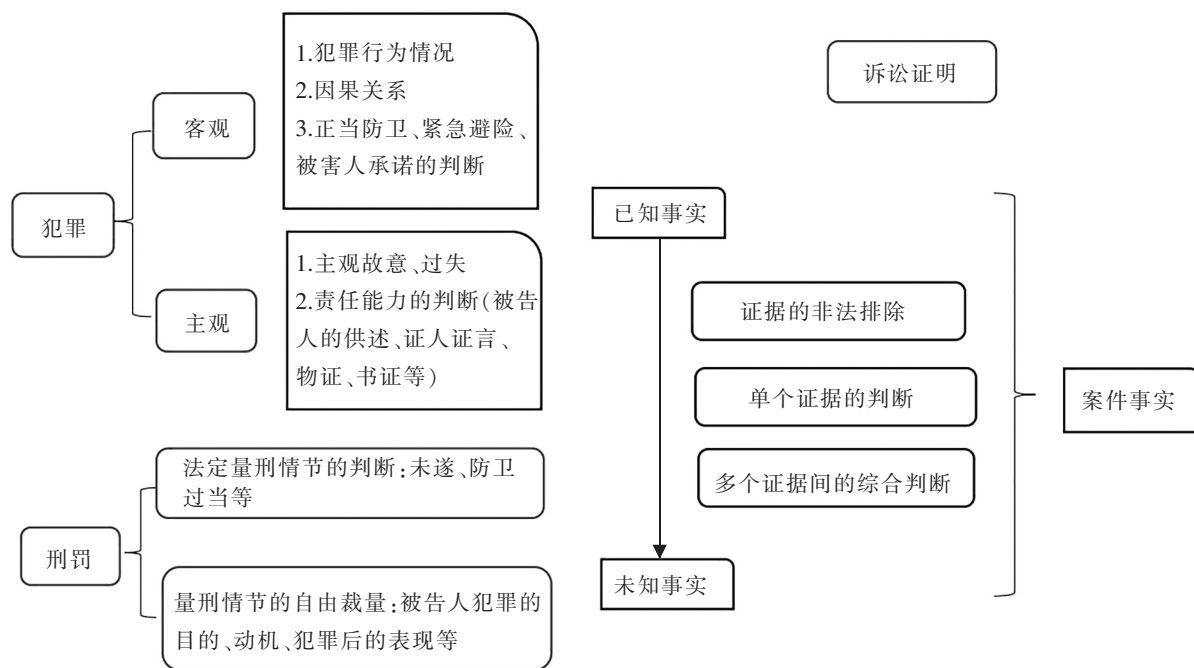 犯罪
客观
1.犯罪行为情况
2.因果关系
3.正当防卫、紧急避险、
被害人承诺的判断
主观
1.主观故意、过失
2.责任能力的判断(被告
人的供述、证人证言、
物证、书证等)
刑罚
法定量刑情节的判断:未遂、防卫
过当等
量刑情节的自由裁量:被告人犯罪的
目的、动机、犯罪后的表现等
诉讼证明
已知事实
证据的非法排除
单个证据的判断
多个证据间的综合判断
未知事实
案件事实